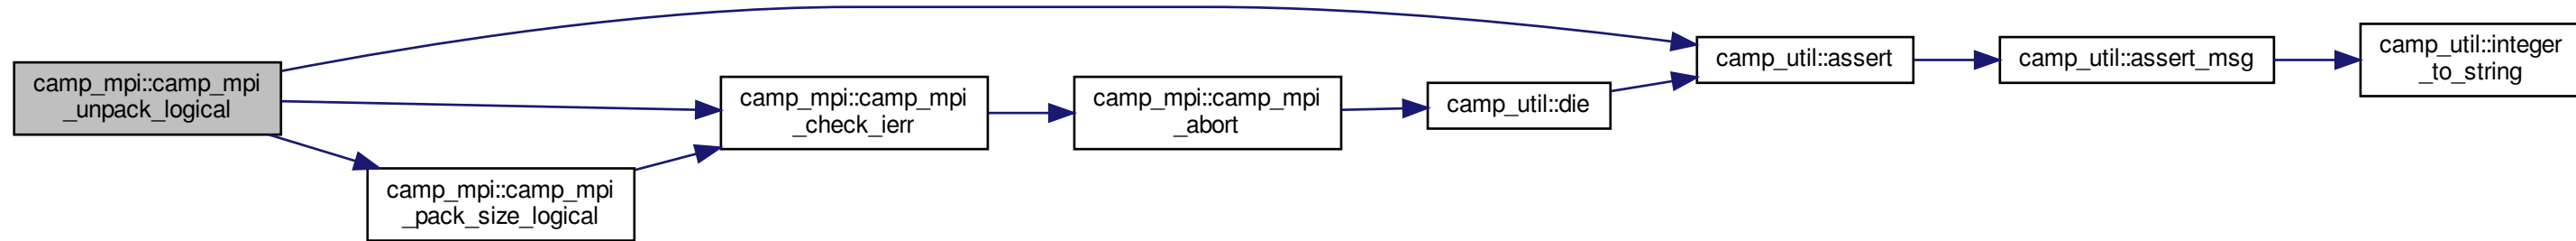 camp_mpi::camp_mpi
_unpack_logical
camp_mpi::camp_mpi
_pack_size_logical
camp_mpi::camp_mpi
_check_ierr
camp_mpi::camp_mpi
_abort
camp_util::die
camp_util::assert
camp_util::assert_msg
camp_util::integer
_to_string